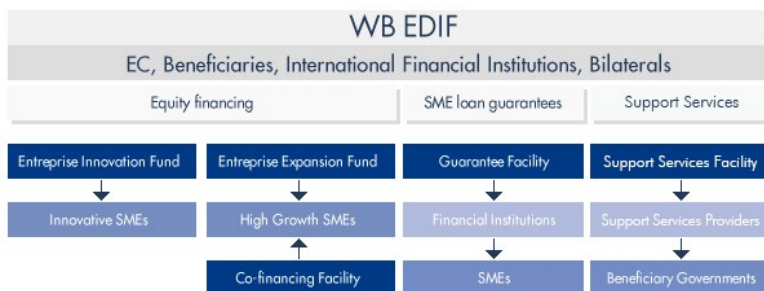 WB EDIF
EC, Beneficiaries, International Financial Institutions, Bilaterals
Equity financing
SME loan guarantees
Support Services
Entreprise Innovation Fund
Entreprise Expansion Fund
Guarantee Facility
Support Services Facility
Innovative SMEs
High Growth SMEs
Financial Institutions
Support Services Providers
Co-financing Facility
SMEs
Beneficiary Governments